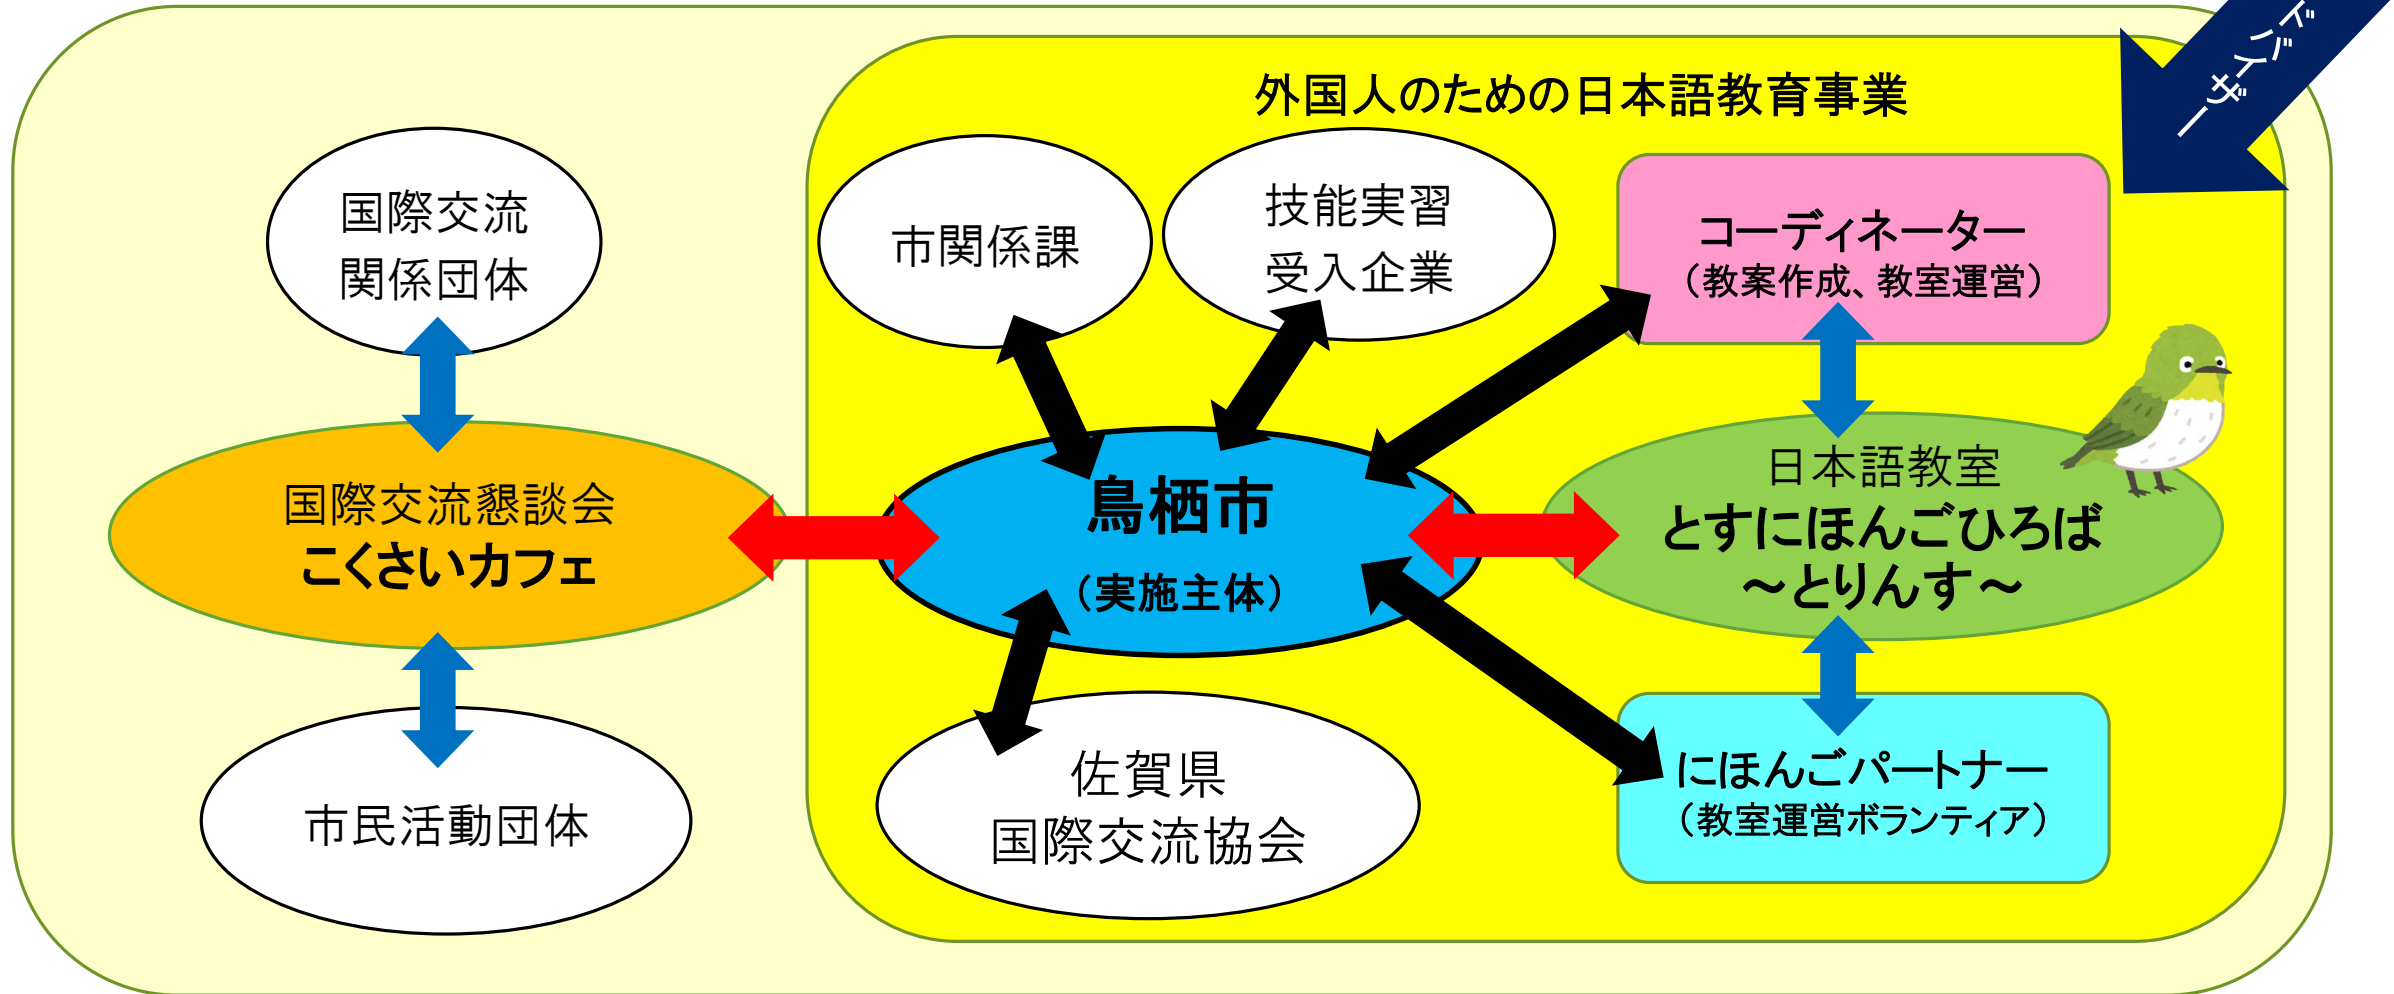 ドバイザー
外国人のための日本語教育事業
国際交流
関係団体
市関係課
技能実習
受入企業
コーディネーター
（教案作成、教室運営）
国際交流懇談会
こくさいカフェ
鳥栖市
（実施主体）
日本語教室
とすにほんごひろば
～とりんす～
市民活動団体
佐賀県
国際交流協会
にほんごパートナー
（教室運営ボランティア）